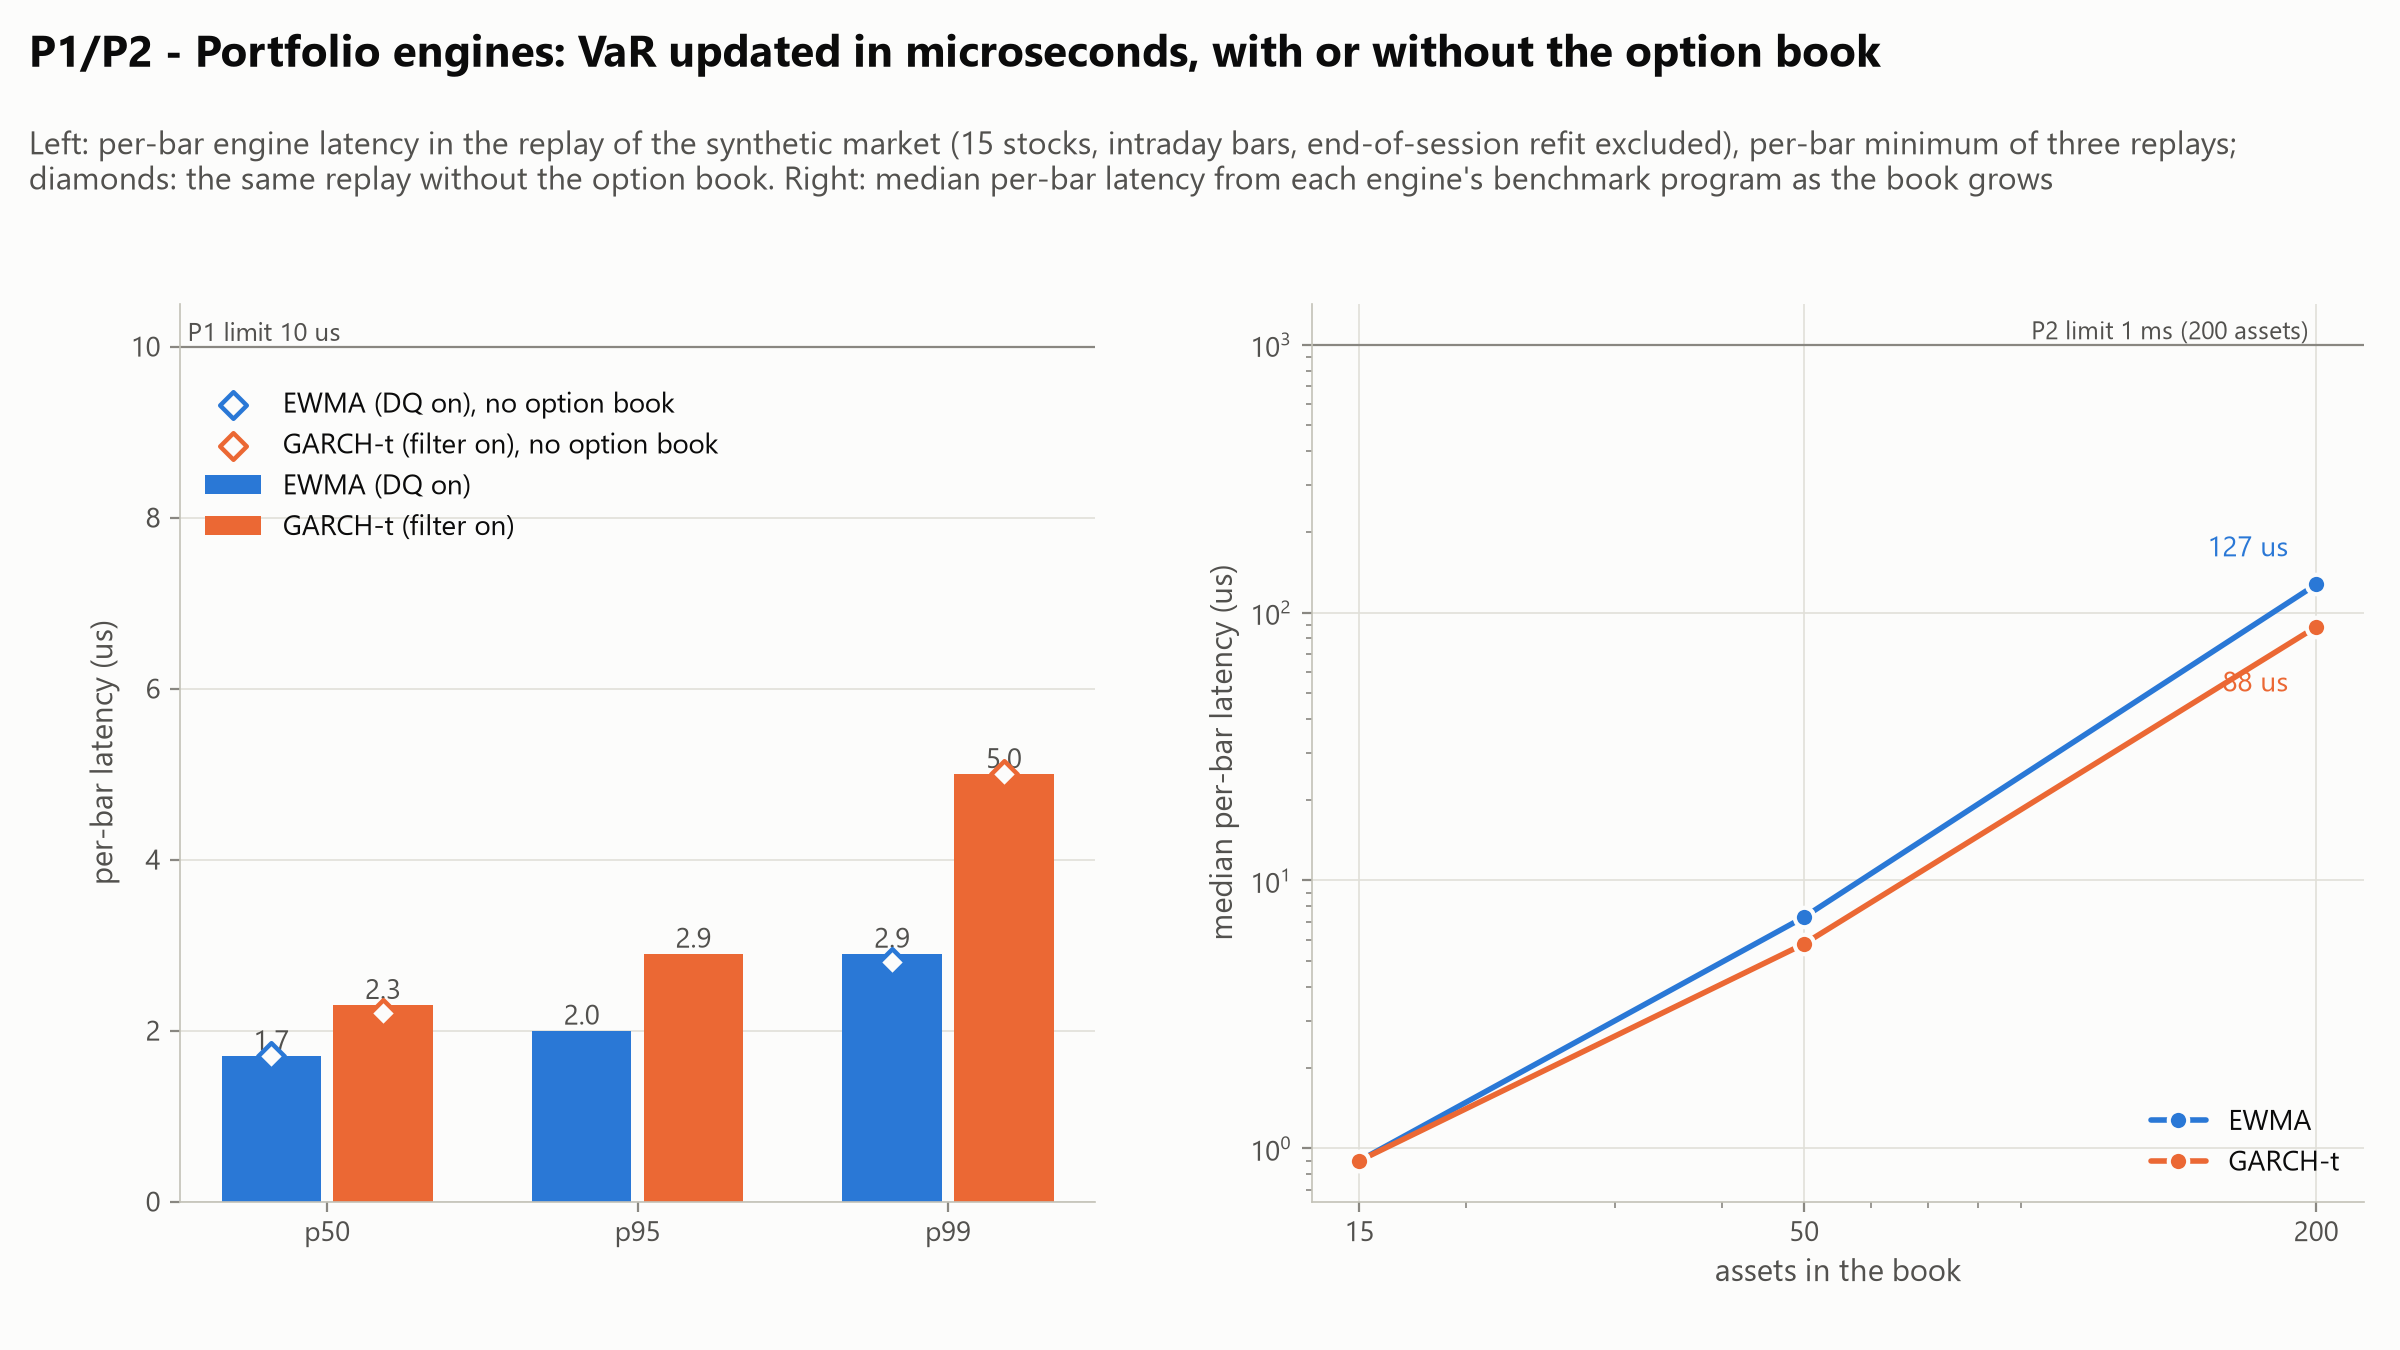 P1/P2 - Portfolio engines: VaR updated in microseconds, with or without the option book
Left: per-bar engine latency in the replay of the synthetic market (15 stocks, intraday bars, end-of-session refit excluded), per-bar minimum of three replays;
diamonds: the same replay without the option book. Right: median per-bar latency from each engine's benchmark program as the book grows
P1 limit 10 us
EWMA (DQ on), no option book
GARCH-t (filter on), no option book
EWMA (DQ on)
GARCH-t (filter on)
per-bar latency (us)
10
8
6
4
2
0
1.7
2.3
2.0
2.9
2.9
5.0
p50
p95
p99
P2 limit 1 ms (200 assets)
median per-bar latency (us)
10³
10²
10¹
10⁰
127 us
88 us
EWMA
GARCH-t
15
50
200
assets in the book